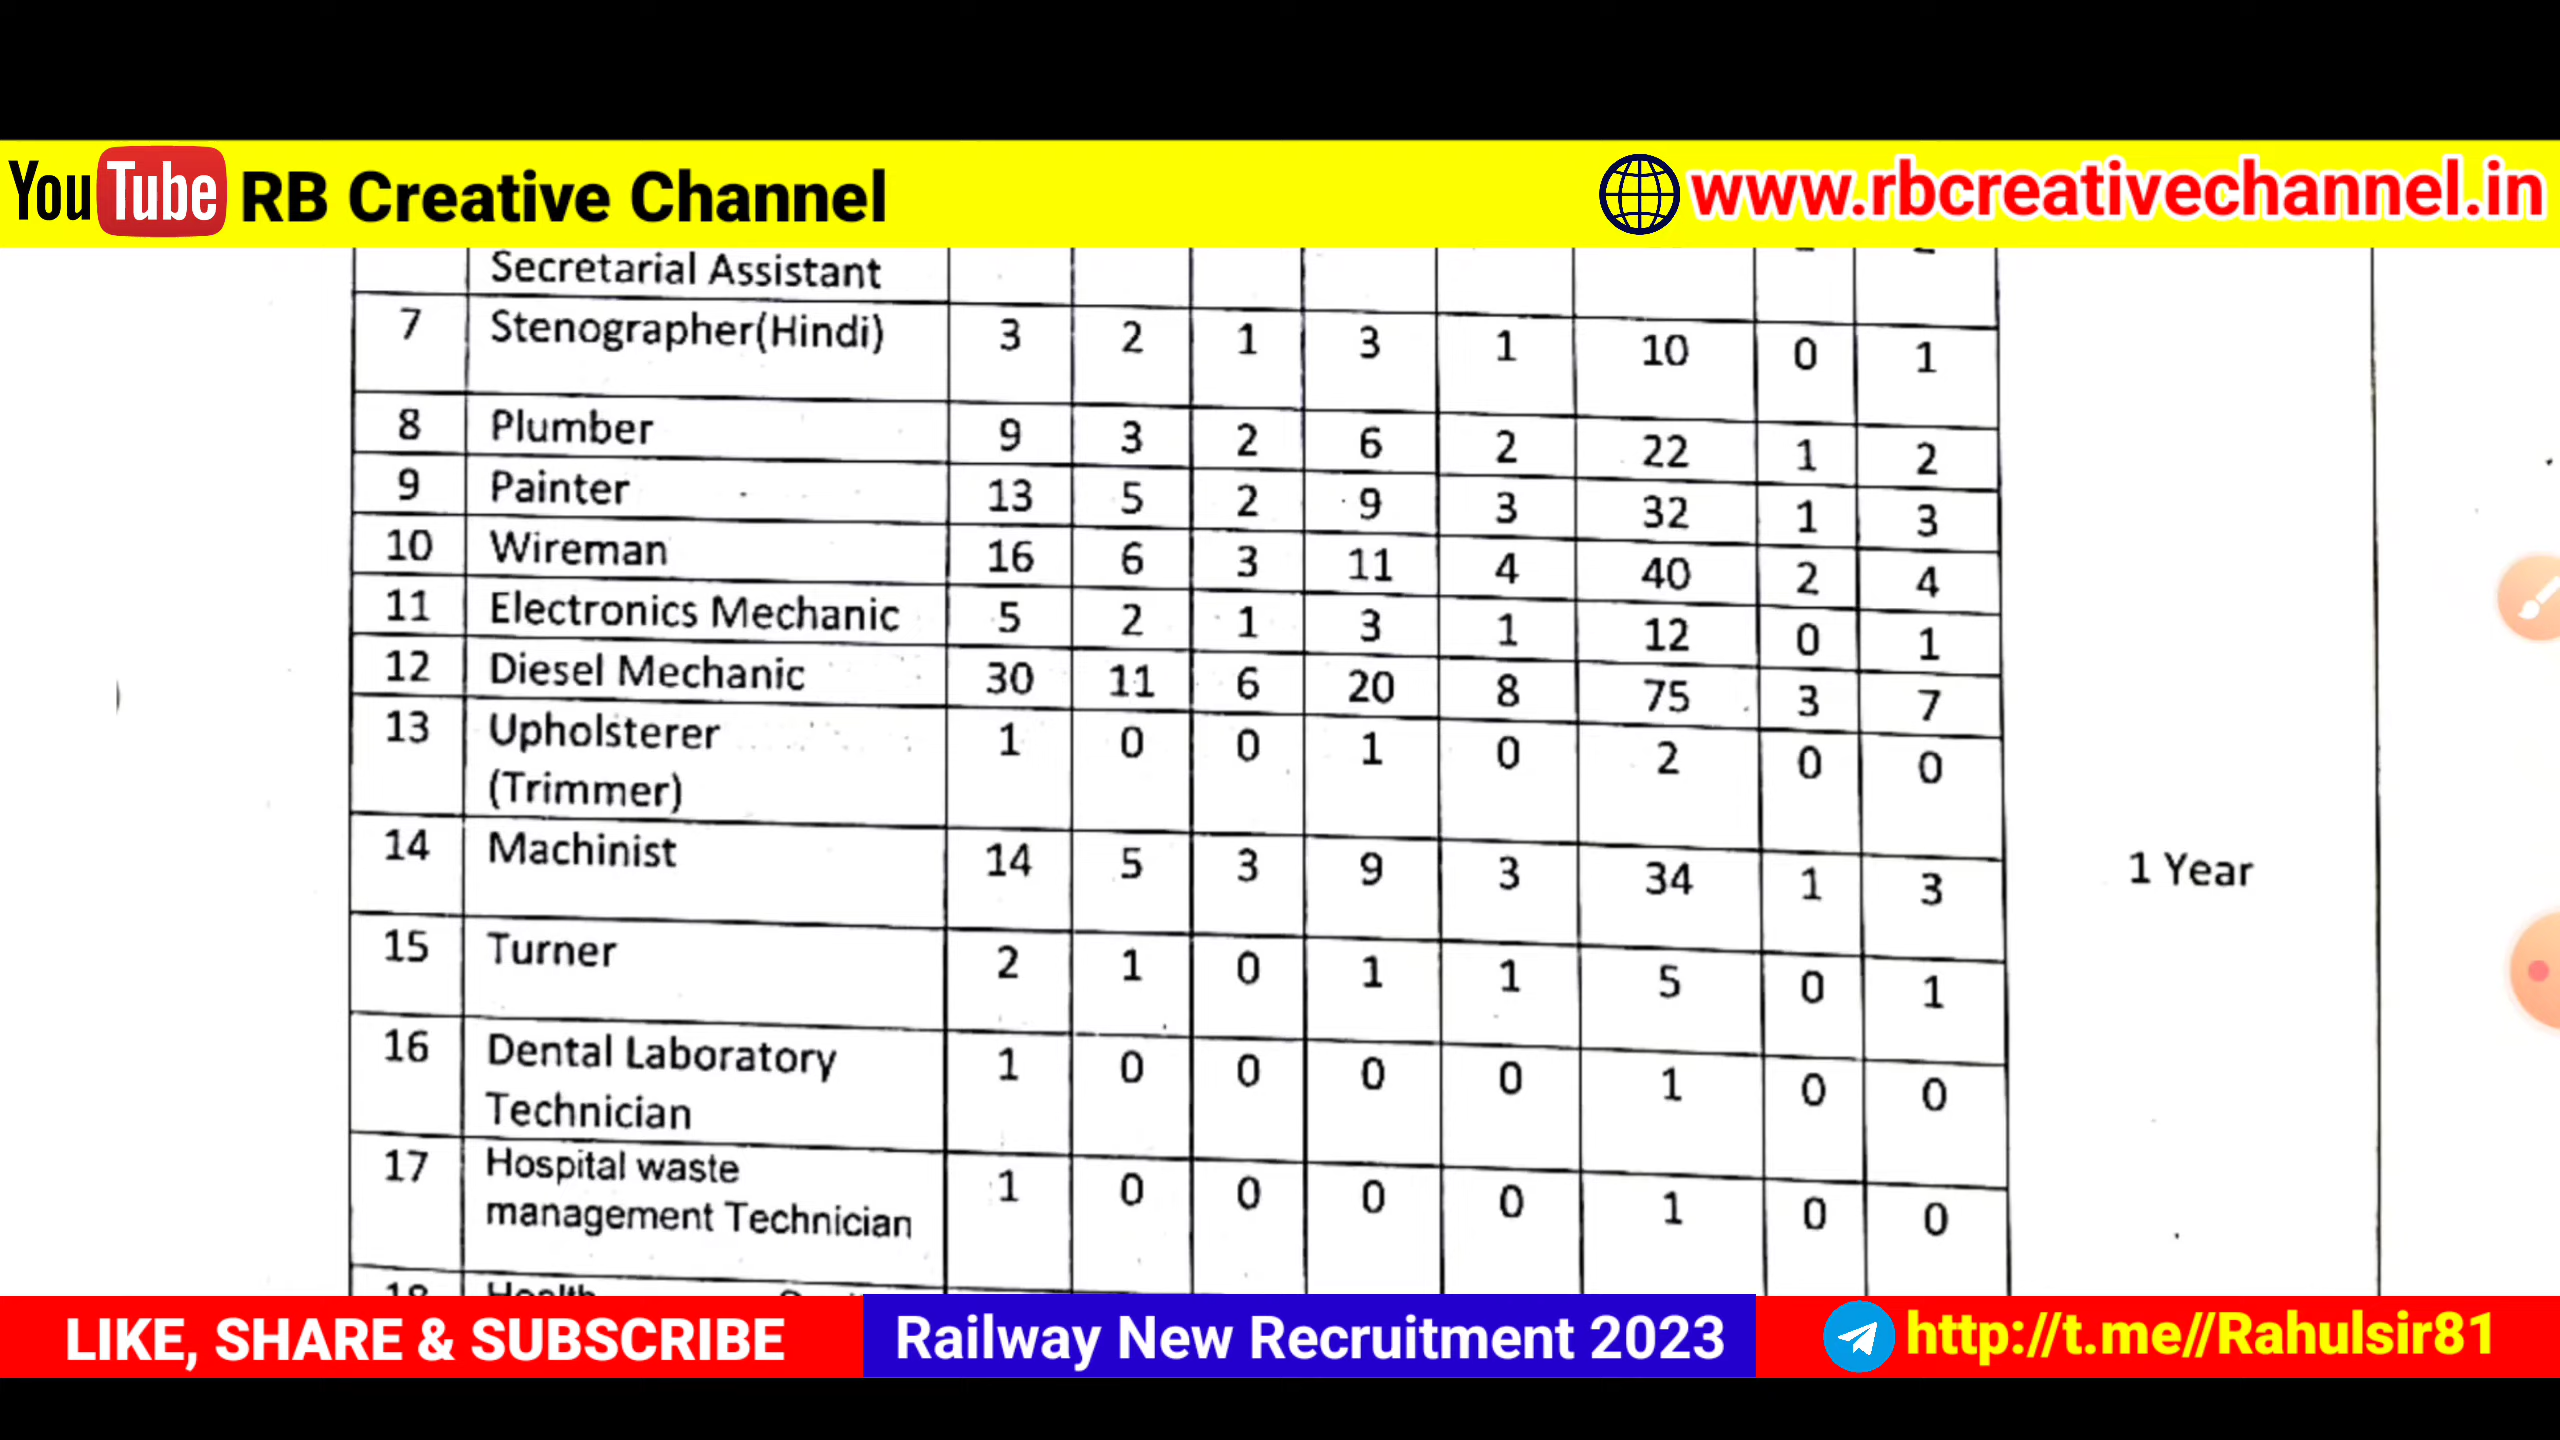 YouTube RB Creative Channel www.rbcreativechannel.in
Secretarial Assistant
7 Stenographer(Hindi) 3 2 1 3 1 10 0 1
8 Plumber 9 3 2 6 2 22 1 2
9 Painter 13 5 2 9 3 32 1 3
10 Wireman 16 6 3 11 4 40 2 4
11 Electronics Mechanic 5 2 1 3 1 12 0 1
12 Diesel Mechanic 30 11 6 20 8 75 3 7
13 Upholsterer 1 0 0 1 0 2 0 0
(Trimmer)
14 Machinist 14 5 3 9 3 34 1 3 1 Year
15 Turner 2 1 0 1 1 5 0 1
16 Dental Laboratory 1 0 0 0 0 1 0 0
Technician
17 Hospital waste 1 0 0 0 0 1 0 0
management Technician
LIKE, SHARE & SUBSCRIBE Railway New Recruitment 2023 http://t.me//Rahulsir81